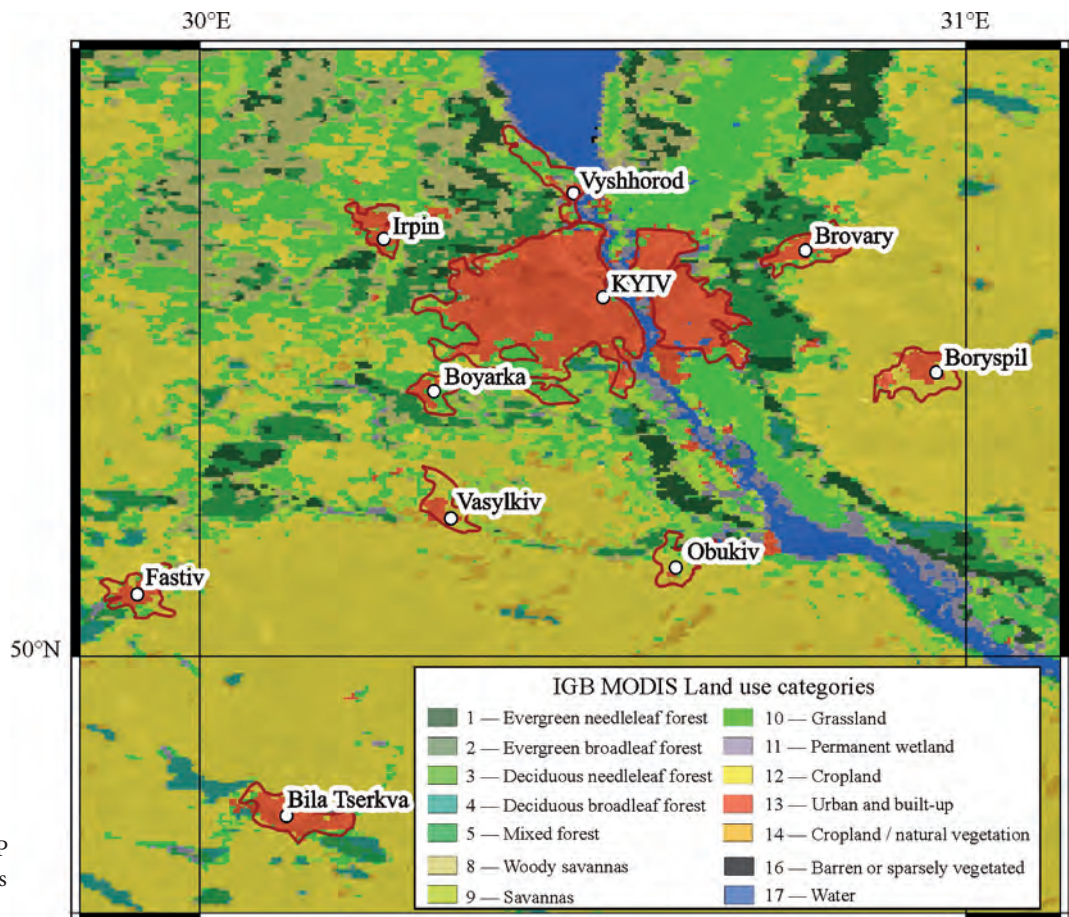 30°E 31°E
Vyshhorod
Irpin
Brovary
KYIV
Boryspil
Boyarka
Vasylkiv
Obukiv
Fastiv
50°N
IGB MODIS Land use categories
1 — Evergreen needleleaf forest
2 — Evergreen broadleaf forest
3 — Deciduous needleleaf forest
4 — Deciduous broadleaf forest
5 — Mixed forest
8 — Woody savannas
9 — Savannas
10 — Grassland
11 — Permanent wetland
12 — Cropland
13 — Urban and built-up
14 — Cropland / natural vegetation
16 — Barren or sparsely vegetated
17 — Water
Bila Tserkva
P
s